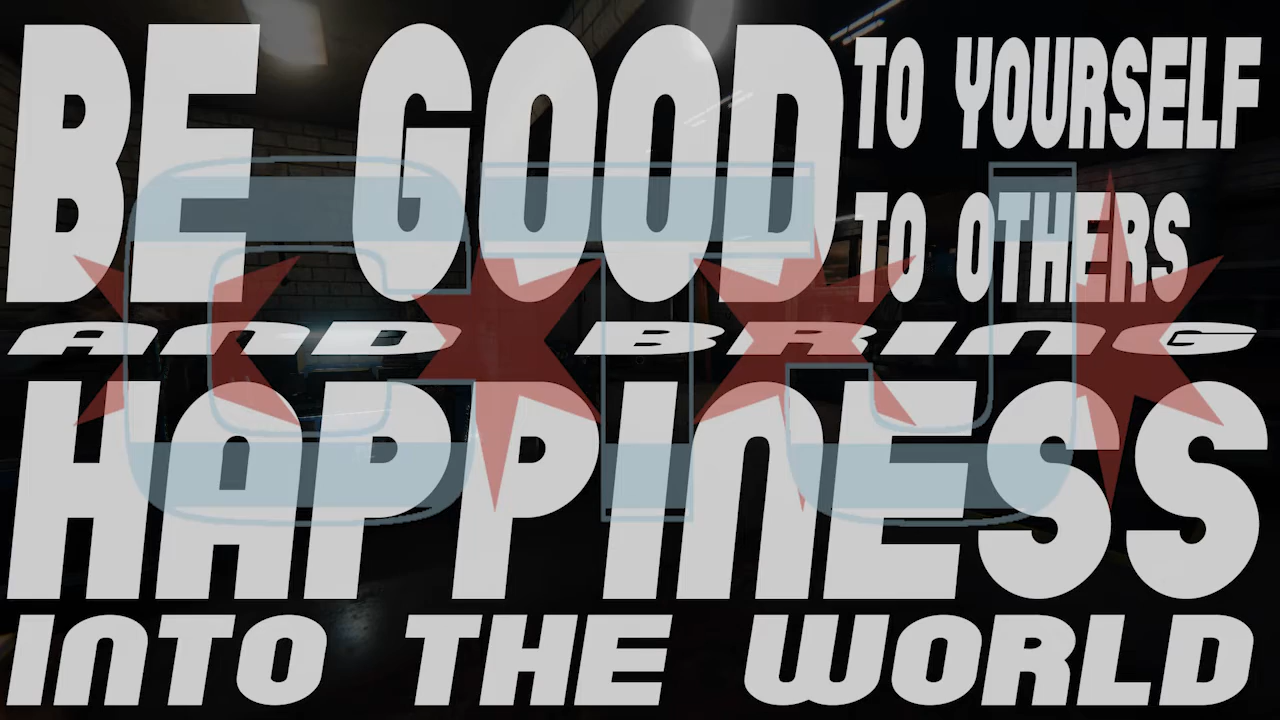 BE GOOD
TO YOURSELF
TO OTHERS
AND BRING
HAPPINESS
INTO THE WORLD